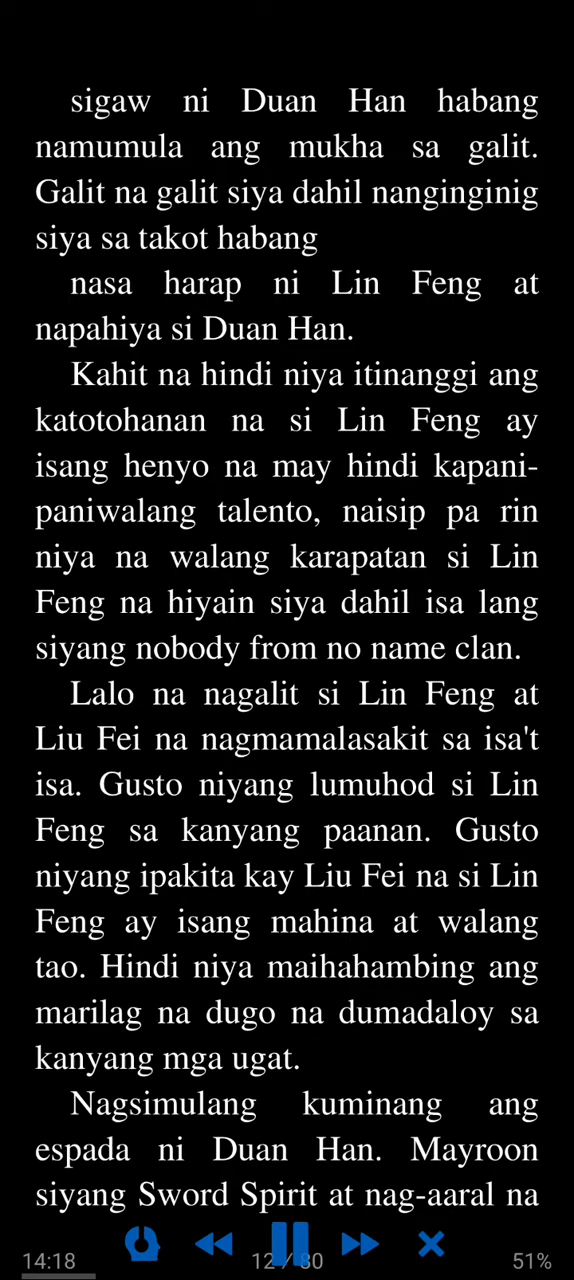 sigaw ni Duan Han habang
namumula ang mukha sa galit.
Galit na galit siya dahil nanginginig
siya sa takot habang
nasa harap ni Lin Feng at
napahiya si Duan Han.
Kahit na hindi niya itinanggi ang
katotohanan na si Lin Feng ay
isang henyo na may hindi kapani-
paniwalang talento, naisip pa rin
niya na walang karapatan si Lin
Feng na hiyain siya dahil isa lang
siyang nobody from no name clan.
Lalo na nagalit si Lin Feng at
Liu Fei na nagmamalasakit sa isa't
isa. Gusto niyang lumuhod si Lin
Feng sa kanyang paanan. Gusto
niyang ipakita kay Liu Fei na si Lin
Feng ay isang mahina at walang
tao. Hindi niya maihahambing ang
marilag na dugo na dumadaloy sa
kanyang mga ugat.
Nagsimulang kuminang ang
espada ni Duan Han. Mayroon
siyang Sword Spirit at nag-aaral na
14:18 12 / 80 51%